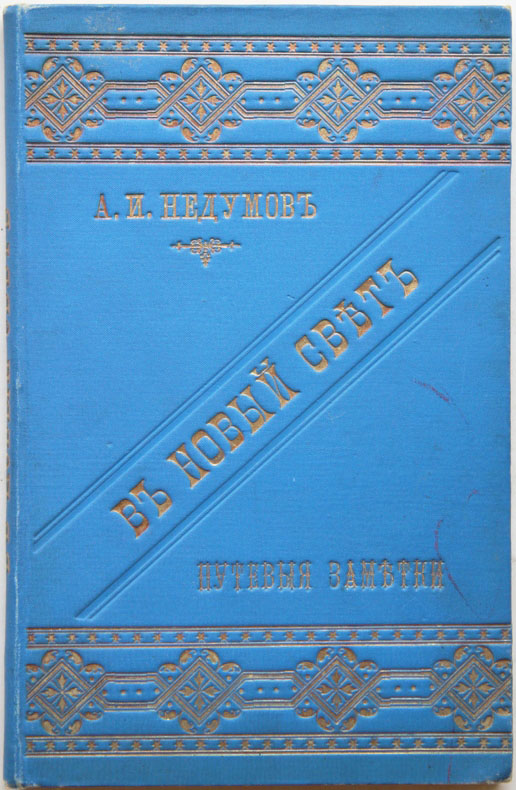 А. И. НЕДУМОВЪ
ВЪ НОВЫЙ СВѢТЪ
ПУТЕВЫЯ ЗАМѢТКИ